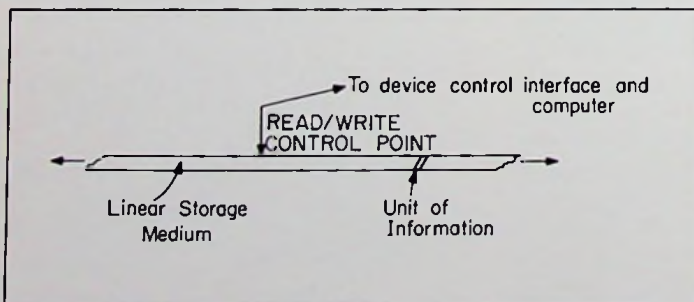 To device control interface and
computer
READ/WRITE
CONTROL POINT
Linear Storage
Medium
Unit of
Information